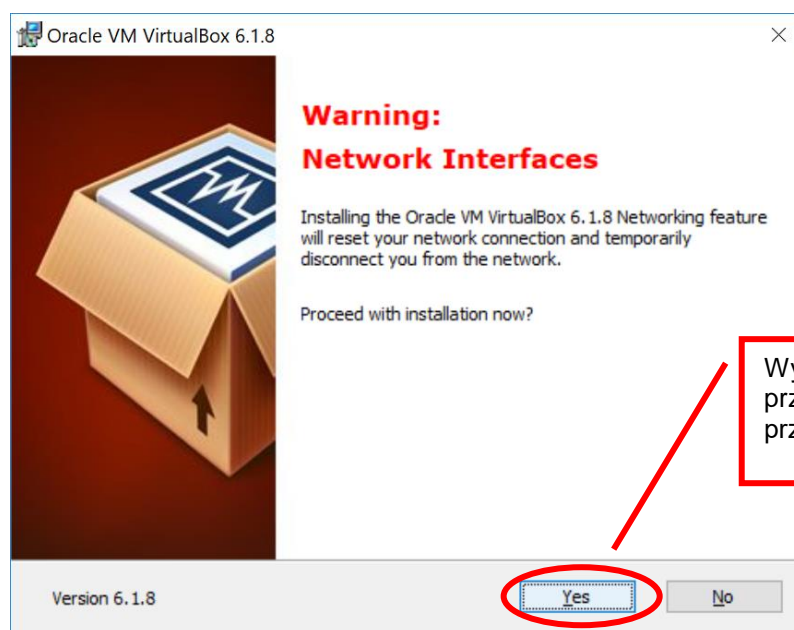 Oracle VM VirtualBox 6.1.8
Warning:
Network Interfaces
Installing the Oracle VM VirtualBox 6.1.8 Networking feature
will reset your network connection and temporarily
disconnect you from the network.
Proceed with installation now?
Version 6.1.8
Yes
No